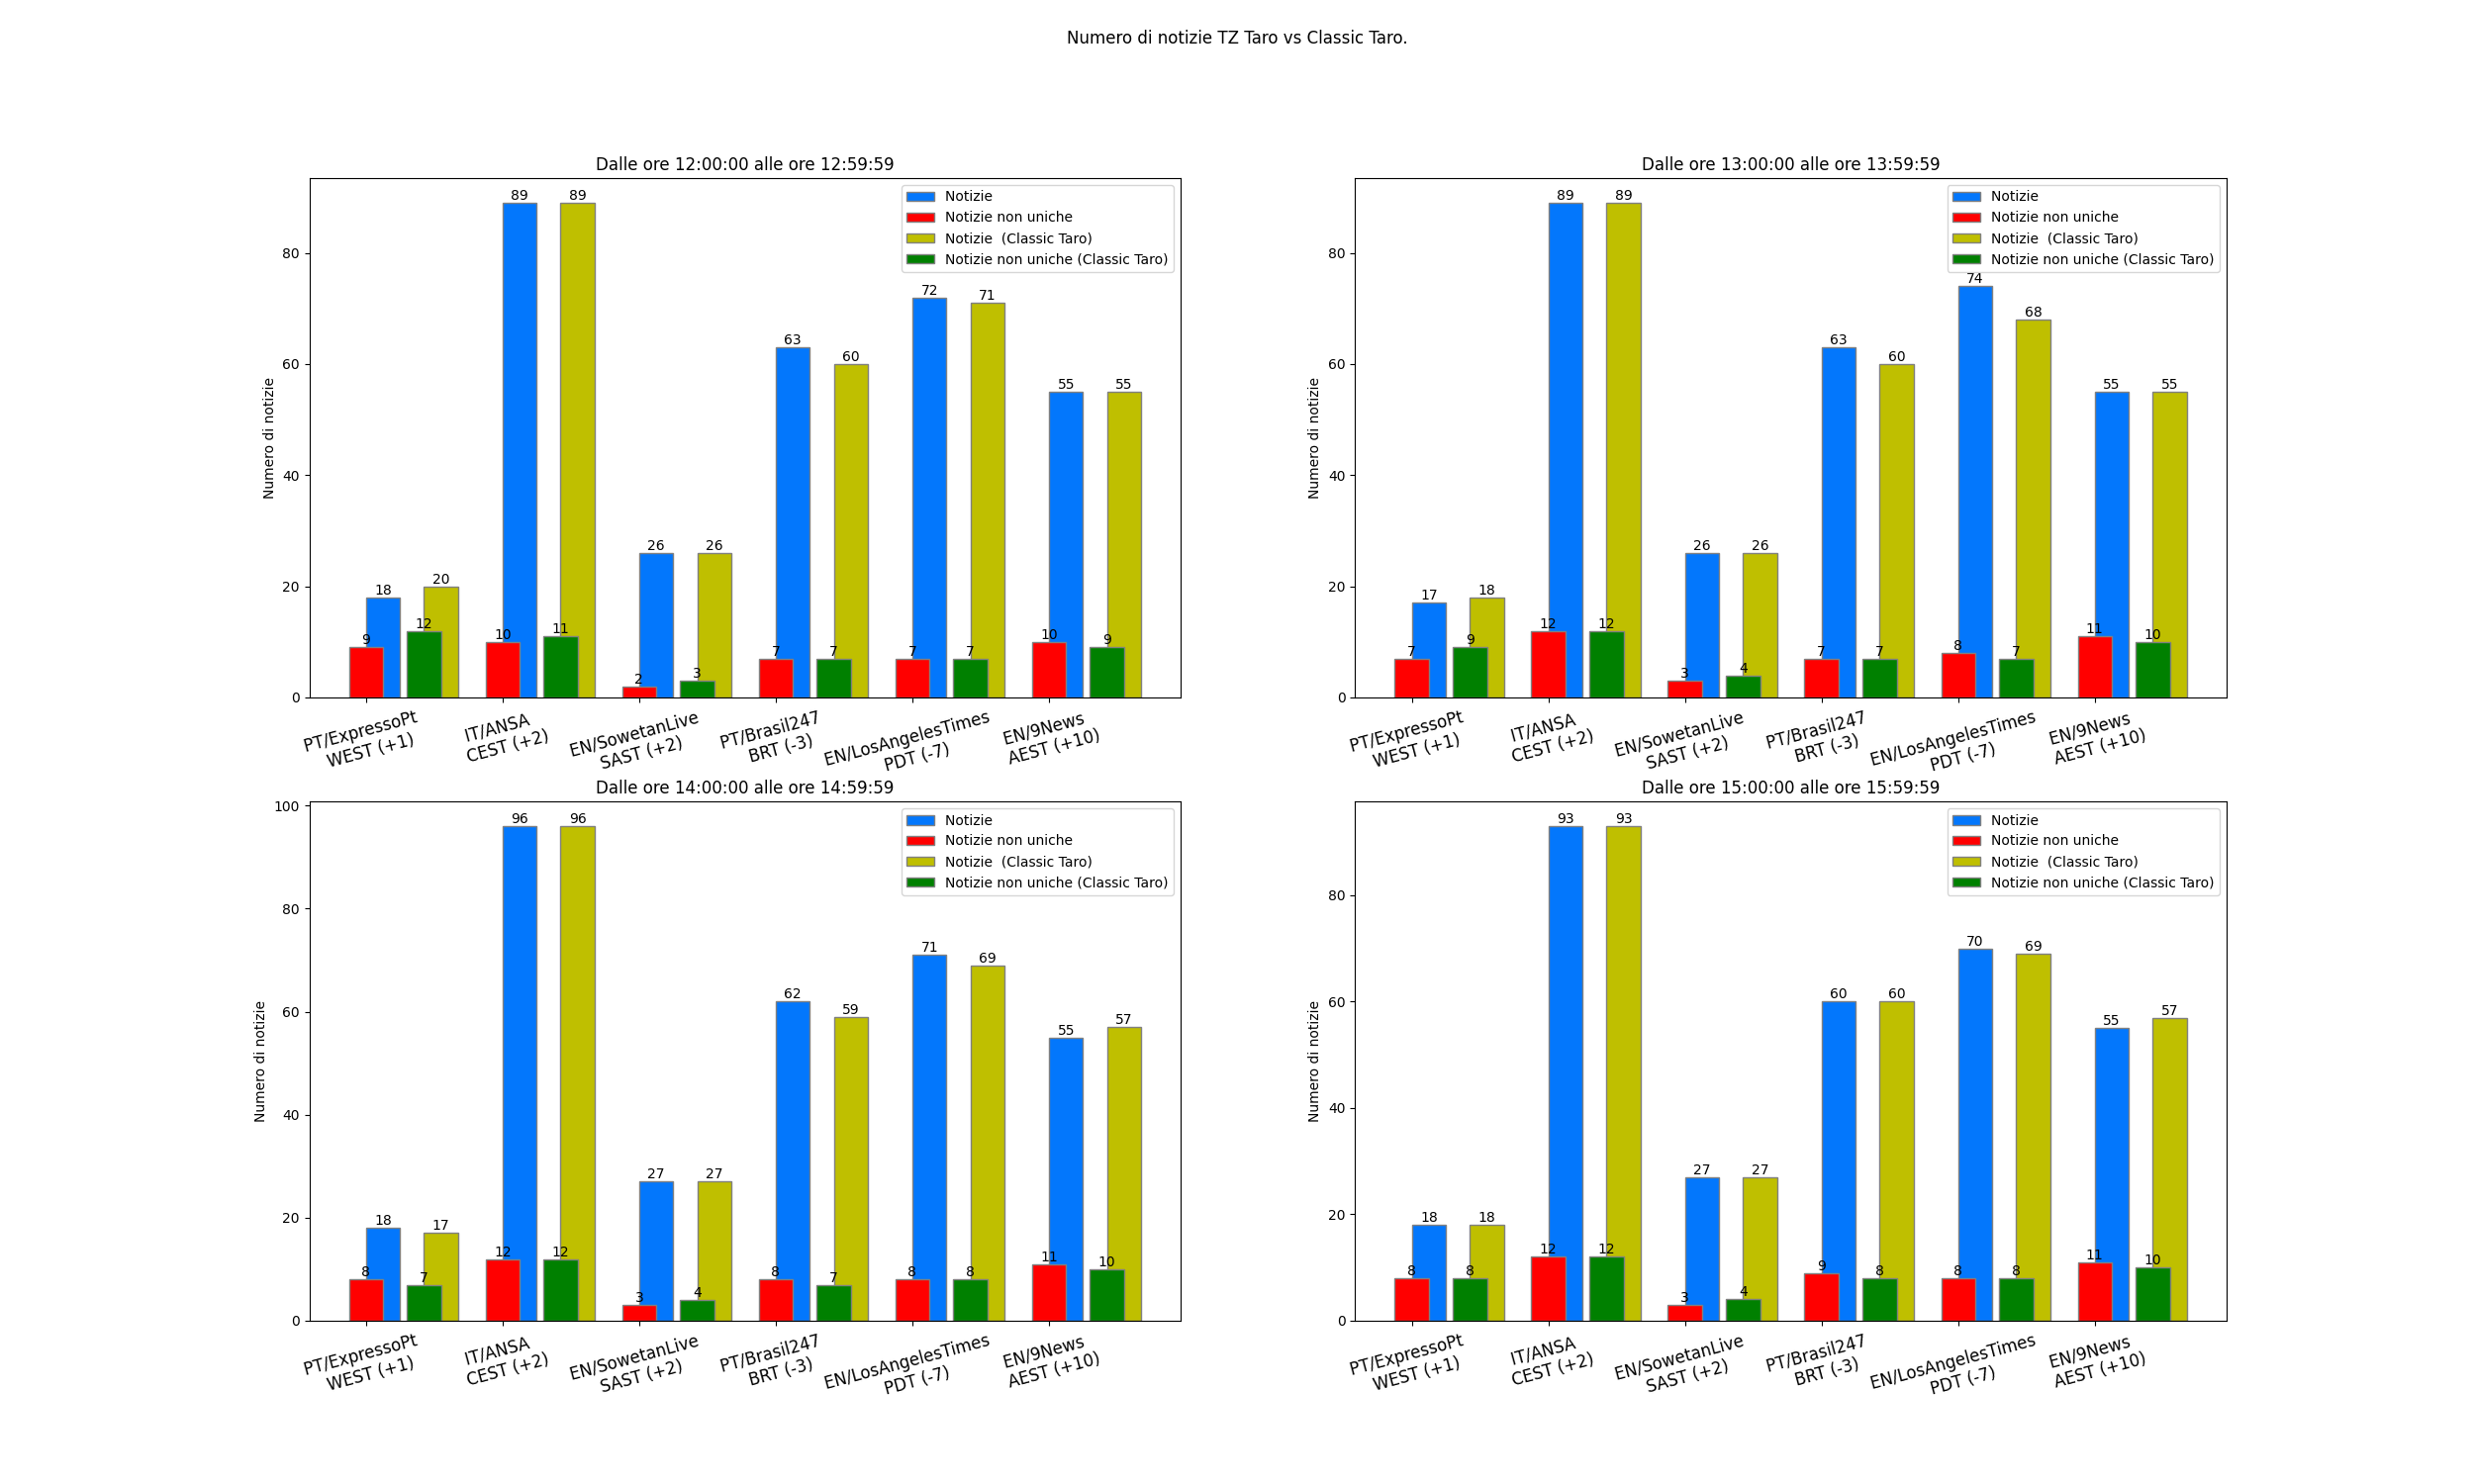 Numero di notizie TZ Taro vs Classic Taro.
Dalle ore 12:00:00 alle ore 12:59:59
Numero di notizie
80
60
40
20
0
Notizie
Notizie non uniche
Notizie (Classic Taro)
Notizie non uniche (Classic Taro)
89 89
72 71
63 60
55 55
26 26
18 20
9 12 10 11 2 3 7 7 7 7 10 9
PT/ExpressoPt
WEST (+1)
IT/ANSA
CEST (+2)
EN/SowetanLive
SAST (+2)
PT/Brasil247
BRT (-3)
EN/LosAngelesTimes
PDT (-7)
EN/9News
AEST (+10)
Dalle ore 13:00:00 alle ore 13:59:59
Numero di notizie
80
60
40
20
0
Notizie
Notizie non uniche
Notizie (Classic Taro)
Notizie non uniche (Classic Taro)
89 89
74 68
63 60
55 55
26 26
17 18
7 9 12 12 3 4 7 7 8 7 11 10
PT/ExpressoPt
WEST (+1)
IT/ANSA
CEST (+2)
EN/SowetanLive
SAST (+2)
PT/Brasil247
BRT (-3)
EN/LosAngelesTimes
PDT (-7)
EN/9News
AEST (+10)
Dalle ore 14:00:00 alle ore 14:59:59
Numero di notizie
100
80
60
40
20
0
Notizie
Notizie non uniche
Notizie (Classic Taro)
Notizie non uniche (Classic Taro)
96 96
71 69
62 59
55 57
27 27
18 17
8 7 12 12 3 4 8 7 8 8 11 10
PT/ExpressoPt
WEST (+1)
IT/ANSA
CEST (+2)
EN/SowetanLive
SAST (+2)
PT/Brasil247
BRT (-3)
EN/LosAngelesTimes
PDT (-7)
EN/9News
AEST (+10)
Dalle ore 15:00:00 alle ore 15:59:59
Numero di notizie
80
60
40
20
0
Notizie
Notizie non uniche
Notizie (Classic Taro)
Notizie non uniche (Classic Taro)
93 93
70 69
60 60
55 57
27 27
18 18
8 8 12 12 3 4 9 8 8 8 11 10
PT/ExpressoPt
WEST (+1)
IT/ANSA
CEST (+2)
EN/SowetanLive
SAST (+2)
PT/Brasil247
BRT (-3)
EN/LosAngelesTimes
PDT (-7)
EN/9News
AEST (+10)